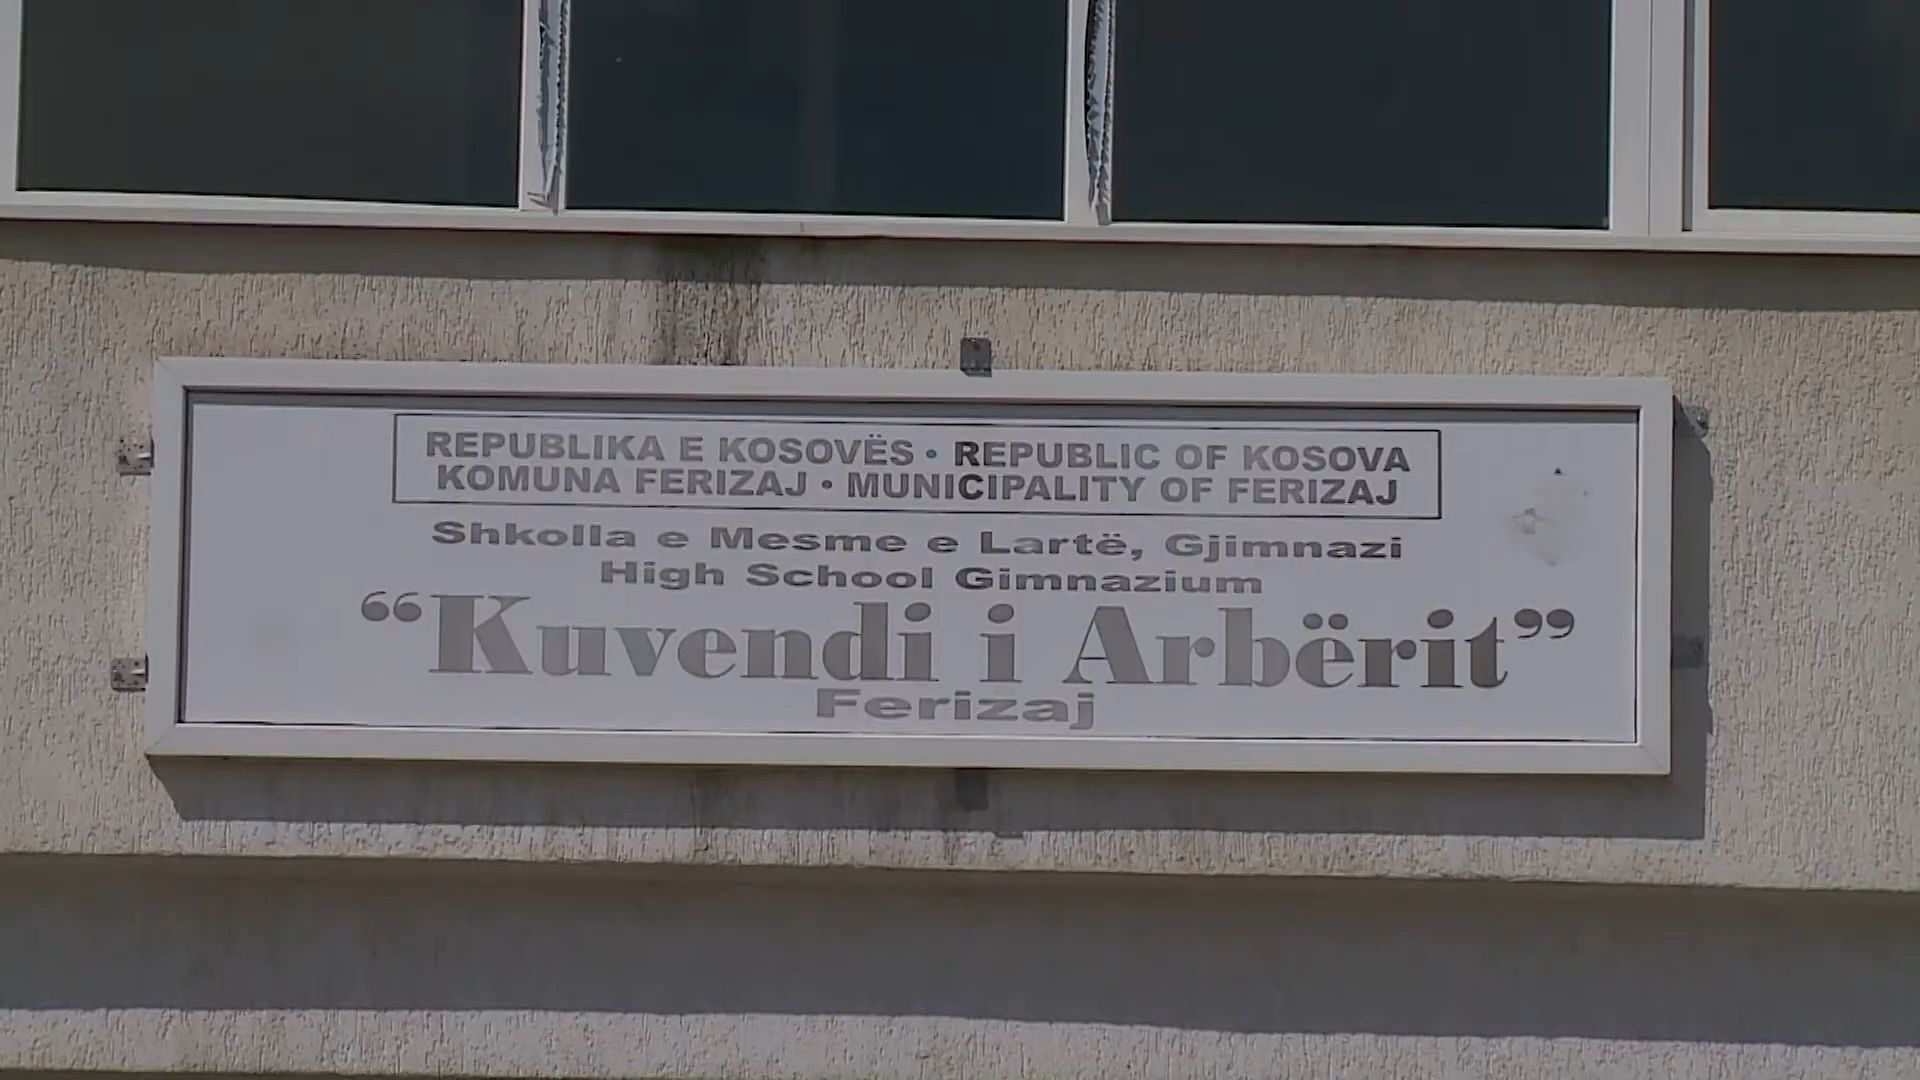 REPUBLIKA E KOSOVËS • REPUBLIC OF KOSOVA
KOMUNA FERIZAJ • MUNICIPALITY OF FERIZAJ
Shkolla e Mesme e Lartë, Gjimnazi
High School Gimnazium
“Kuvendi i Arbërit”
Ferizaj